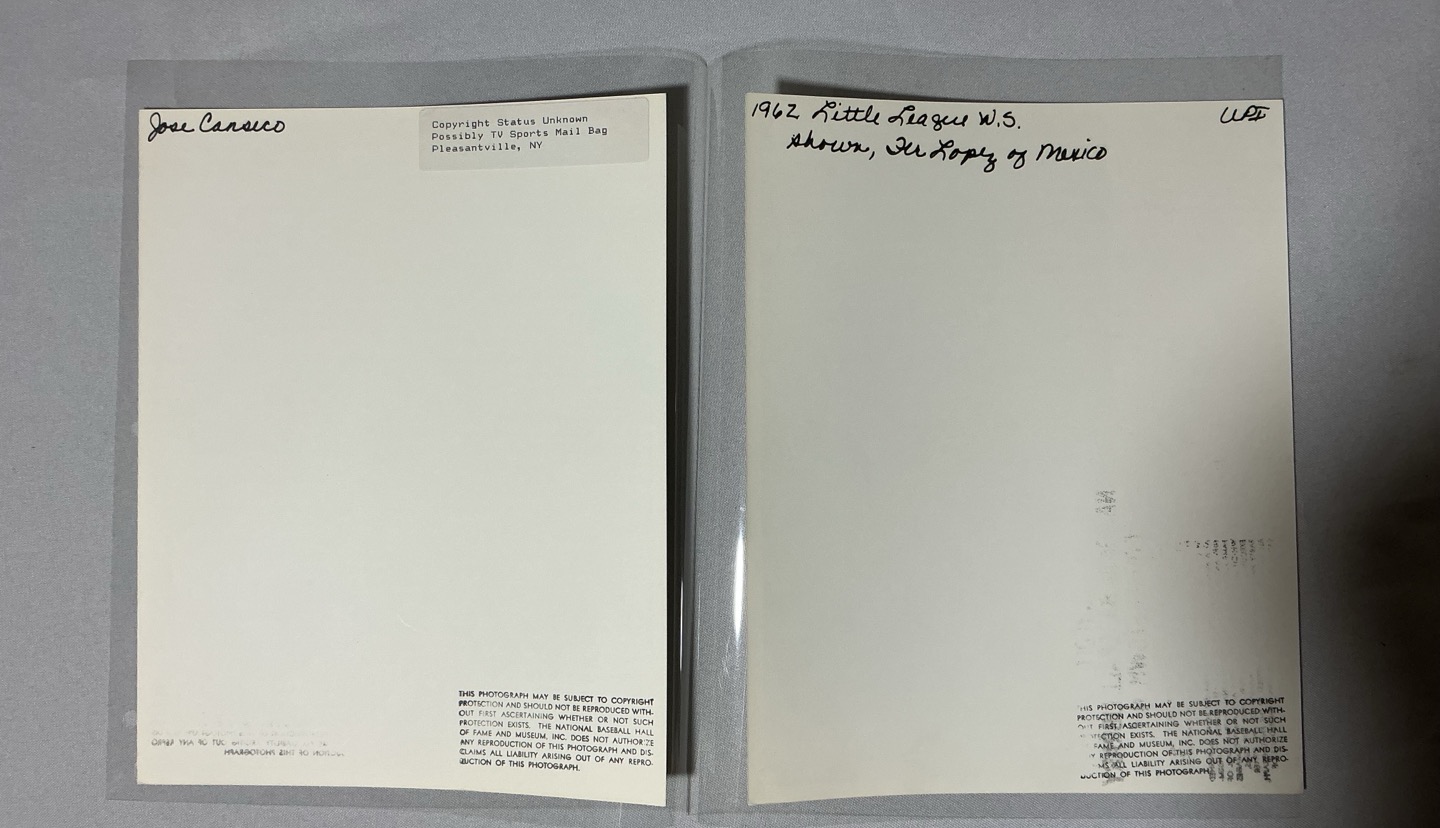 Jose Canseco
Copyright Status Unknown
Possibly TV Sports Mail Bag
Pleasantville, NY
THIS PHOTOGRAPH MAY BE SUBJECT TO COPYRIGHT
PROTECTION AND SHOULD NOT BE REPRODUCED WITH-
OUT FIRST ASCERTAINING WHETHER OR NOT SUCH
PROTECTION EXISTS. THE NATIONAL BASEBALL HALL
OF FAME AND MUSEUM, INC. DOES NOT AUTHORIZE
ANY REPRODUCTION OF THIS PHOTOGRAPH AND DIS-
CLAIMS ALL LIABILITY ARISING OUT OF ANY REPRO-
DUCTION OF THIS PHOTOGRAPH.
1962 Little League W.S.
UPI
shown, Lopez of Mexico
THIS PHOTOGRAPH MAY BE SUBJECT TO COPYRIGHT
PROTECTION AND SHOULD NOT BE REPRODUCED WITH-
OUT FIRST ASCERTAINING WHETHER OR NOT SUCH
PROTECTION EXISTS. THE NATIONAL BASEBALL HALL
FAME AND MUSEUM, INC. DOES NOT AUTHORIZE
ANY REPRODUCTION OF THIS PHOTOGRAPH AND DIS-
ALL LIABILITY ARISING OUT OF ANY REPRO-
DUCTION OF THIS PHOTOGRAPH